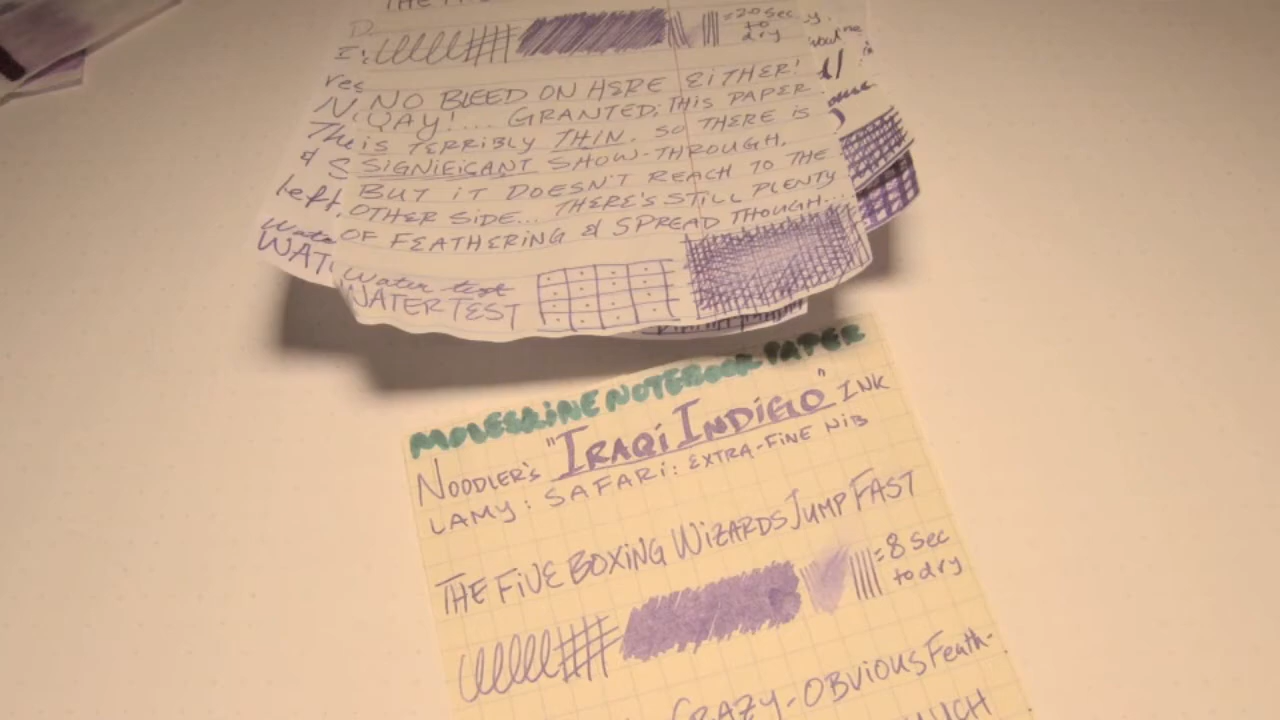 =20 sec
to
dry
NO BLEED ON HERE EITHER!
YAY!.... GRANTED, THIS PAPER
IS TERRIBLY THIN. SO THERE IS
SIGNIFICANT SHOW-THROUGH,
BUT IT DOESN'T REACH TO THE
OTHER SIDE... THERE'S STILL PLENTY
OF FEATHERING & SPREAD THOUGH...
Water test
WATER TEST
left.
MOLESKINE NOTEBOOK PAPER
NOODLER'S "IRAQI INDIGO" INK
LAMY: SAFARI: EXTRA-FINE NIB
THE FIVE BOXING WIZARDS JUMP FAST
=8 sec
to dry
CRAZY-OBVIOUS Feath-